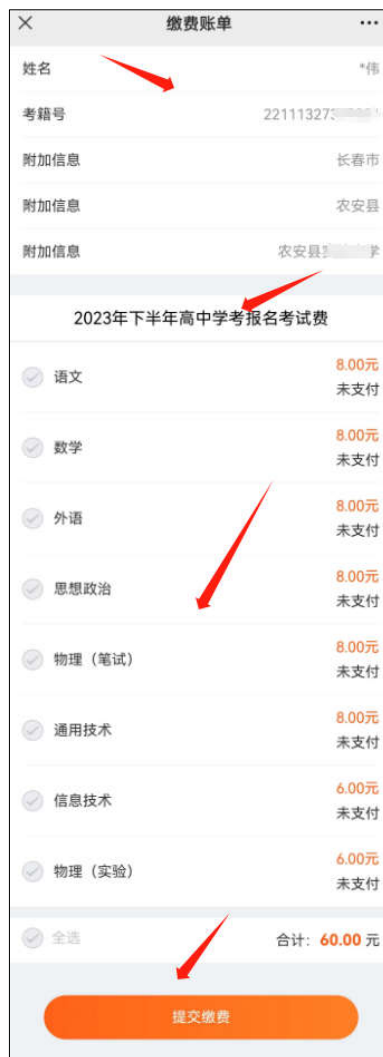 缴费账单
姓名 *伟
考籍号 221113273
附加信息 长春市
附加信息 农安县
附加信息 农安县 学
2023年下半年高中学考报名考试费
语文 8.00元
未支付
数学 8.00元
未支付
外语 8.00元
未支付
思想政治 8.00元
未支付
物理（笔试） 8.00元
未支付
通用技术 8.00元
未支付
信息技术 6.00元
未支付
物理（实验） 6.00元
未支付
全选 合计：60.00 元
提交缴费